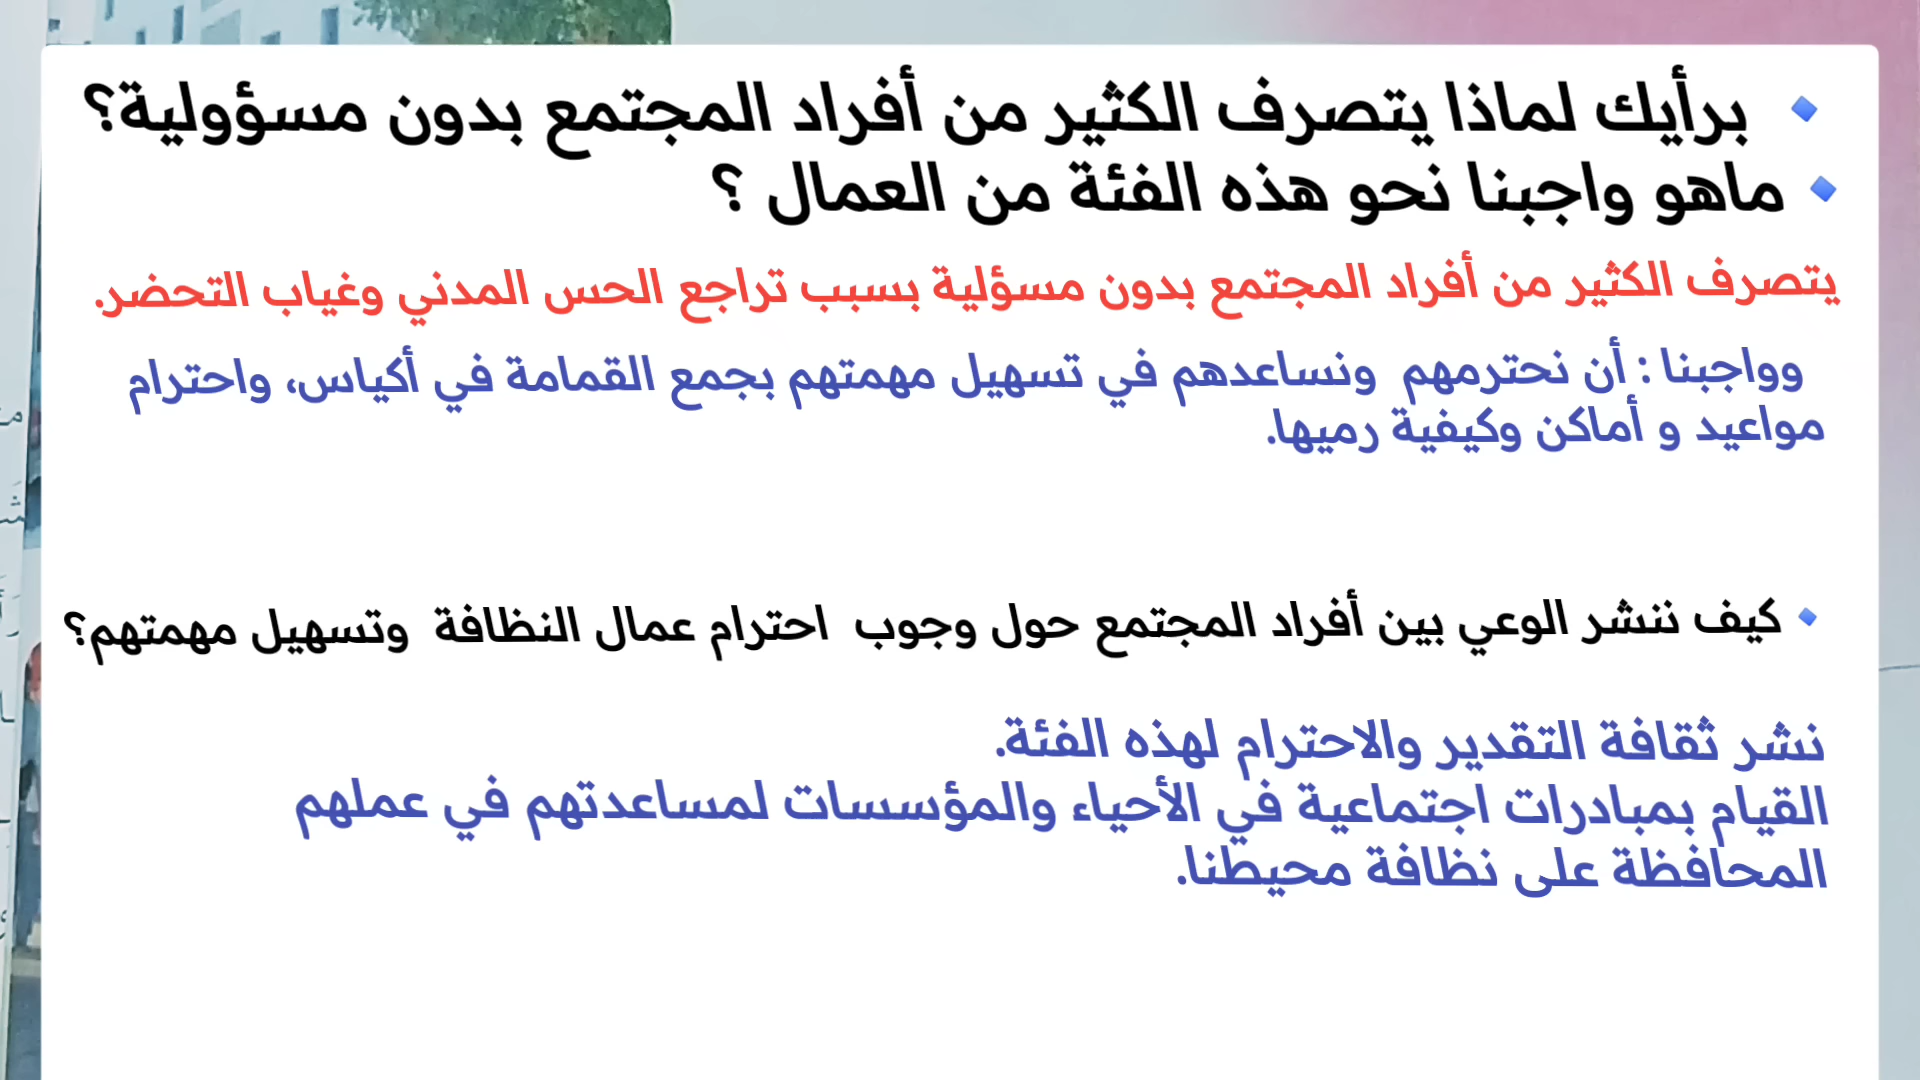 🔹 برأيك لماذا يتصرف الكثير من أفراد المجتمع بدون مسؤولية؟
🔹 ماهو واجبنا نحو هذه الفئة من العمال ؟
يتصرف الكثير من أفراد المجتمع بدون مسؤلية بسبب تراجع الحس المدني وغياب التحضر.
وواجبنا : أن نحترمهم ونساعدهم في تسهيل مهمتهم بجمع القمامة في أكياس، واحترام
مواعيد و أماكن وكيفية رميها.
🔹 كيف ننشر الوعي بين أفراد المجتمع حول وجوب احترام عمال النظافة وتسهيل مهمتهم؟
نشر ثقافة التقدير والاحترام لهذه الفئة.
القيام بمبادرات اجتماعية في الأحياء والمؤسسات لمساعدتهم في عملهم
المحافظة على نظافة محيطنا.